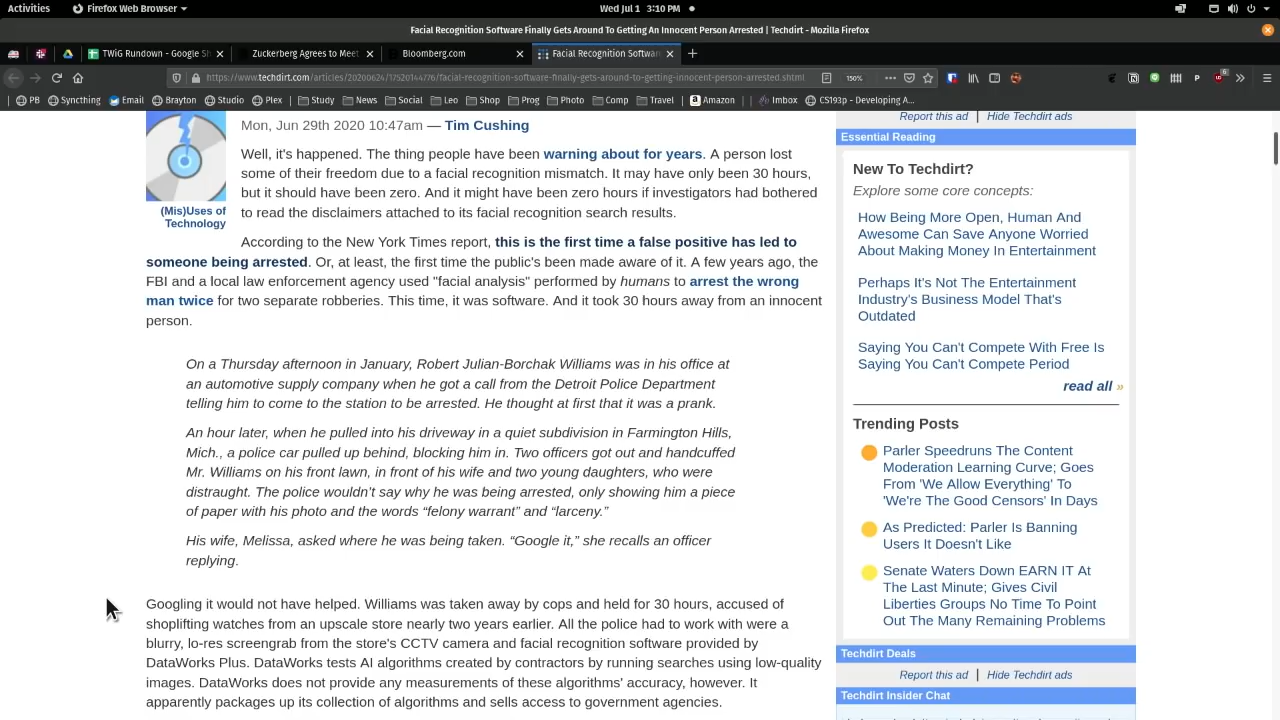 Activities
Firefox Web Browser
Wed Jul 1 3:10 PM
Facial Recognition Software Finally Gets Around To Getting An Innocent Person Arrested | Techdirt - Mozilla Firefox
TWiG Rundown - Google Sh
Zuckerberg Agrees to Meet
Bloomberg.com
Facial Recognition Softwar
https://www.techdirt.com/articles/20200624/17520144776/facial-recognition-software-finally-gets-around-to-getting-innocent-person-arrested.shtml
150%
PB Syncthing Email Brayton Studio Plex Study News Social Leo Shop Prog Photo Comp Travel Amazon Imbox CS193p - Developing A...
Mon, Jun 29th 2020 10:47am — Tim Cushing
(Mis)Uses of
Technology
Well, it's happened. The thing people have been warning about for years. A person lost
some of their freedom due to a facial recognition mismatch. It may have only been 30 hours,
but it should have been zero. And it might have been zero hours if investigators had bothered
to read the disclaimers attached to its facial recognition search results.
According to the New York Times report, this is the first time a false positive has led to
someone being arrested. Or, at least, the first time the public's been made aware of it. A few years ago, the
FBI and a local law enforcement agency used "facial analysis" performed by humans to arrest the wrong
man twice for two separate robberies. This time, it was software. And it took 30 hours away from an innocent
person.
On a Thursday afternoon in January, Robert Julian-Borchak Williams was in his office at
an automotive supply company when he got a call from the Detroit Police Department
telling him to come to the station to be arrested. He thought at first that it was a prank.
An hour later, when he pulled into his driveway in a quiet subdivision in Farmington Hills,
Mich., a police car pulled up behind, blocking him in. Two officers got out and handcuffed
Mr. Williams on his front lawn, in front of his wife and two young daughters, who were
distraught. The police wouldn’t say why he was being arrested, only showing him a piece
of paper with his photo and the words “felony warrant” and “larceny.”
His wife, Melissa, asked where he was being taken. “Google it,” she recalls an officer
replying.
Googling it would not have helped. Williams was taken away by cops and held for 30 hours, accused of
shoplifting watches from an upscale store nearly two years earlier. All the police had to work with were a
blurry, lo-res screengrab from the store's CCTV camera and facial recognition software provided by
DataWorks Plus. DataWorks tests AI algorithms created by contractors by running searches using low-quality
images. DataWorks does not provide any measurements of these algorithms' accuracy, however. It
apparently packages up its collection of algorithms and sells access to government agencies.
Report this ad | Hide Techdirt ads
Essential Reading
New To Techdirt?
Explore some core concepts:
How Being More Open, Human And
Awesome Can Save Anyone Worried
About Making Money In Entertainment
Perhaps It's Not The Entertainment
Industry's Business Model That's
Outdated
Saying You Can't Compete With Free Is
Saying You Can't Compete Period
read all »
Trending Posts
Parler Speedruns The Content
Moderation Learning Curve; Goes
From 'We Allow Everything' To
'We're The Good Censors' In Days
As Predicted: Parler Is Banning
Users It Doesn't Like
Senate Waters Down EARN IT At
The Last Minute; Gives Civil
Liberties Groups No Time To Point
Out The Many Remaining Problems
Techdirt Deals
Report this ad | Hide Techdirt ads
Techdirt Insider Chat